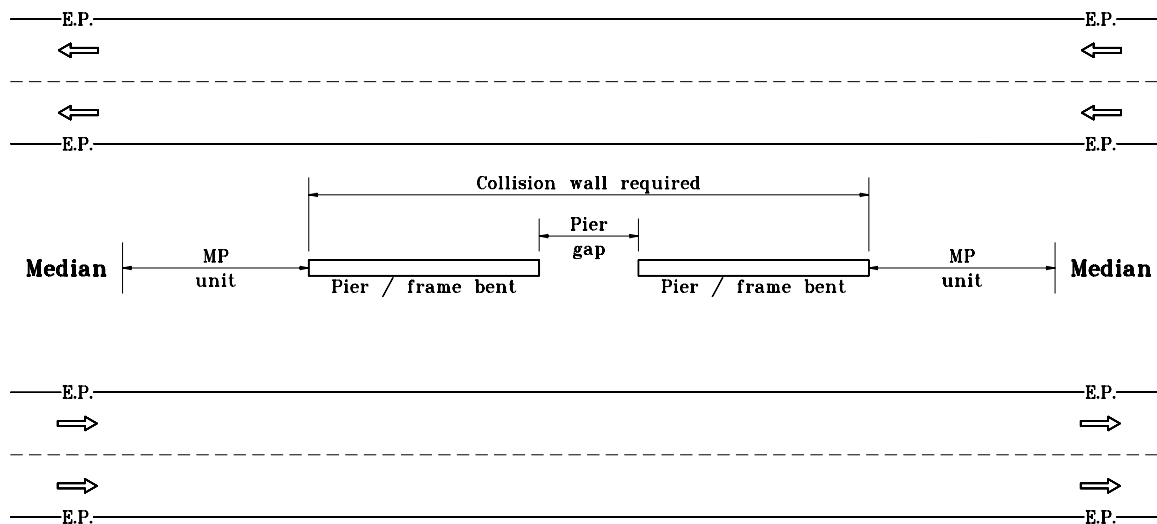 E.P. E.P.
E.P. E.P.
Collision wall required
Pier
gap
MP
unit
MP
unit
Median
Median
Pier / frame bent
Pier / frame bent
E.P. E.P.
E.P. E.P.